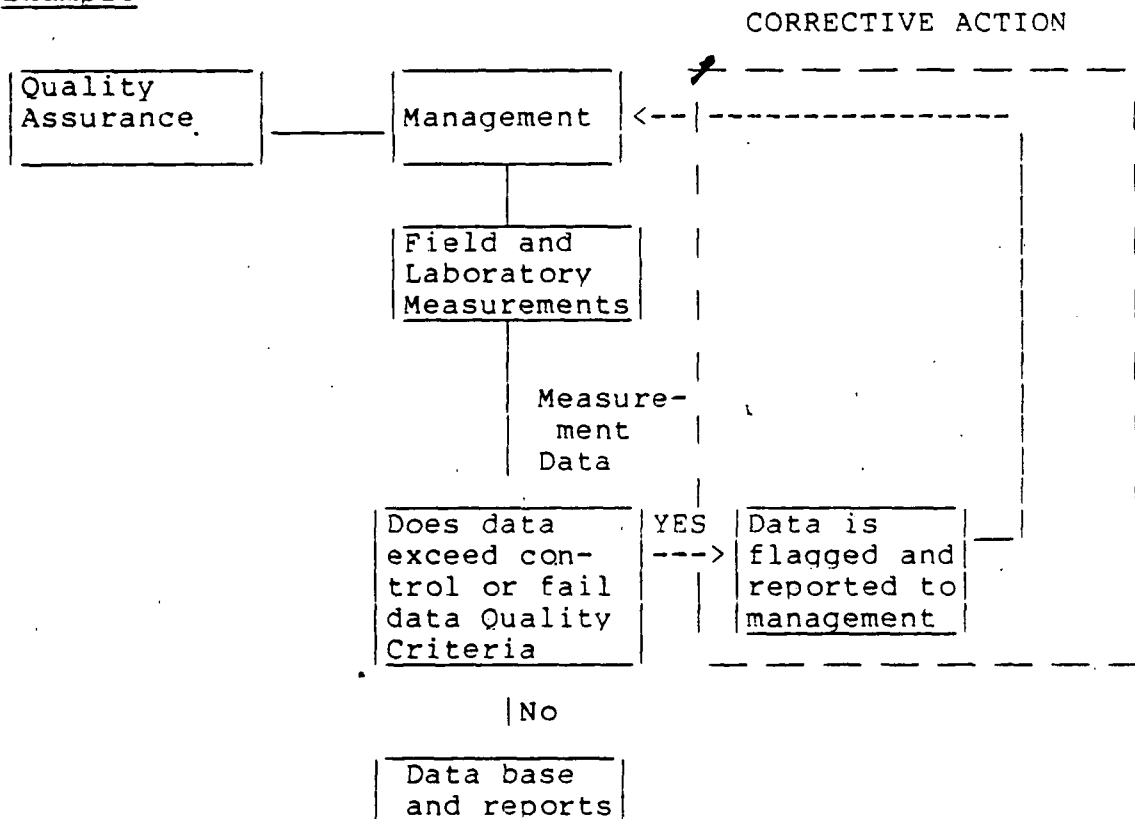 CORRECTIVE ACTION
Quality
Assurance
Management
Field and
Laboratory
Measurements
Measure-
ment
Data
Does data
exceed con-
trol or fail
data Quality
Criteria
YES
Data is
flagged and
reported to
management
No
Data base
and reports